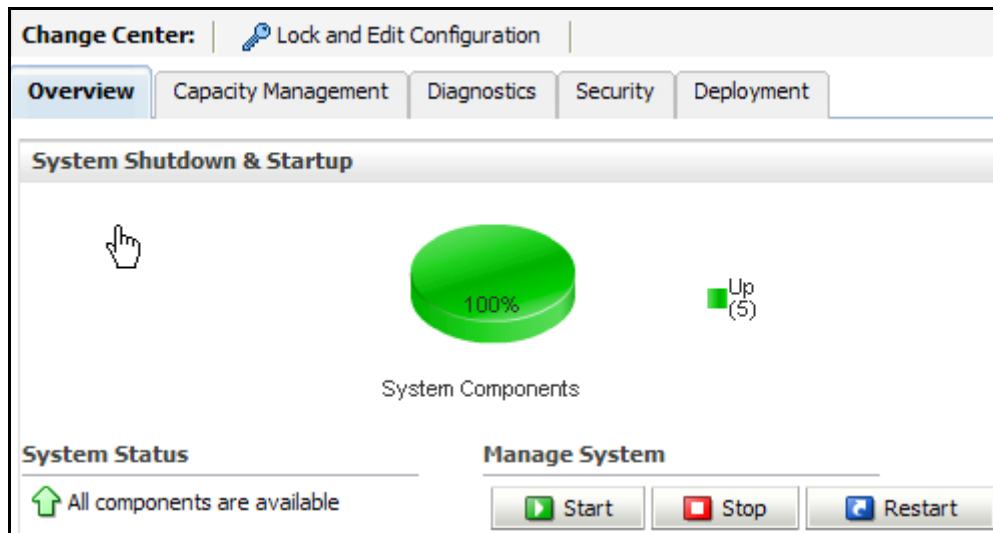 Change Center: Lock and Edit Configuration
Overview Capacity Management Diagnostics Security Deployment
System Shutdown & Startup
100%
Up
(5)
System Components
System Status
Manage System
All components are available
Start Stop Restart